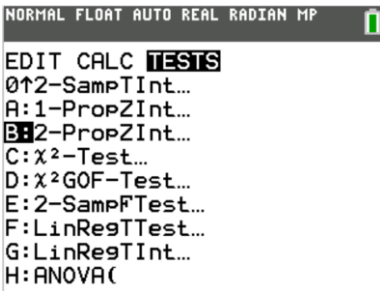 NORMAL FLOAT AUTO REAL RADIAN MP
EDIT CALC TESTS
0↑2-SampTInt…
A:1-PropZInt…
B:2-PropZInt…
C:χ²-Test…
D:χ²GOF-Test…
E:2-SampFTest…
F:LinRegTTest…
G:LinRegTInt…
H:ANOVA(